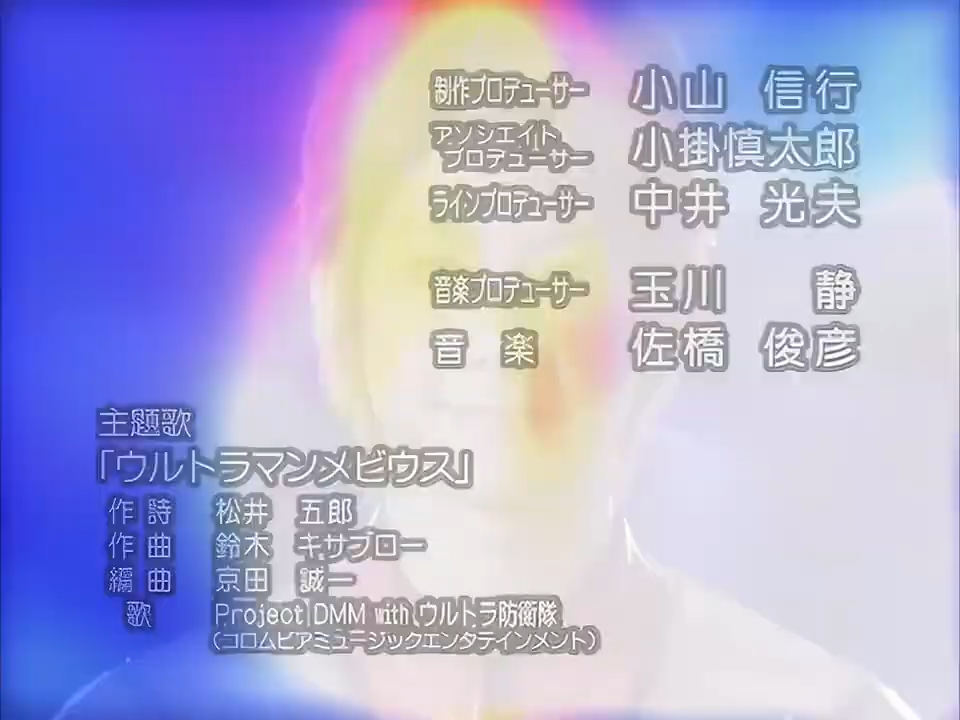 制作プロデューサー 小山 信行
アソシエイト
プロデューサー 小掛慎太郎
ラインプロデューサー 中井 光夫
音楽プロデューサー 玉川 静
音 楽 佐橋 俊彦
主題歌
「ウルトラマンメビウス」
作 詩 松井 五郎
作 曲 鈴木 キサブロー
編 曲 京田 誠一
歌 Project DMM with ウルトラ防衛隊
(コロムビアミュージックエンタテインメント)